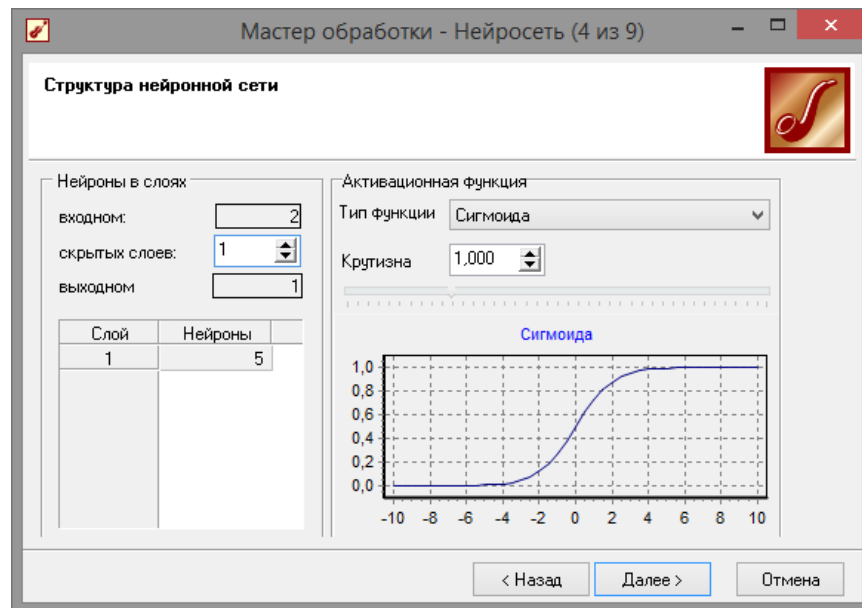 Мастер обработки - Нейросеть (4 из 9)
Структура нейронной сети
Нейроны в слоях
входном: 2
скрытых слоев: 1
выходном 1
Слой Нейроны
1 5
Активационная функция
Тип функции Сигмоида
Крутизна 1,000
Сигмоида
1,0
0,8
0,6
0,4
0,2
0,0
-10 -8 -6 -4 -2 0 2 4 6 8 10
< Назад Далее > Отмена